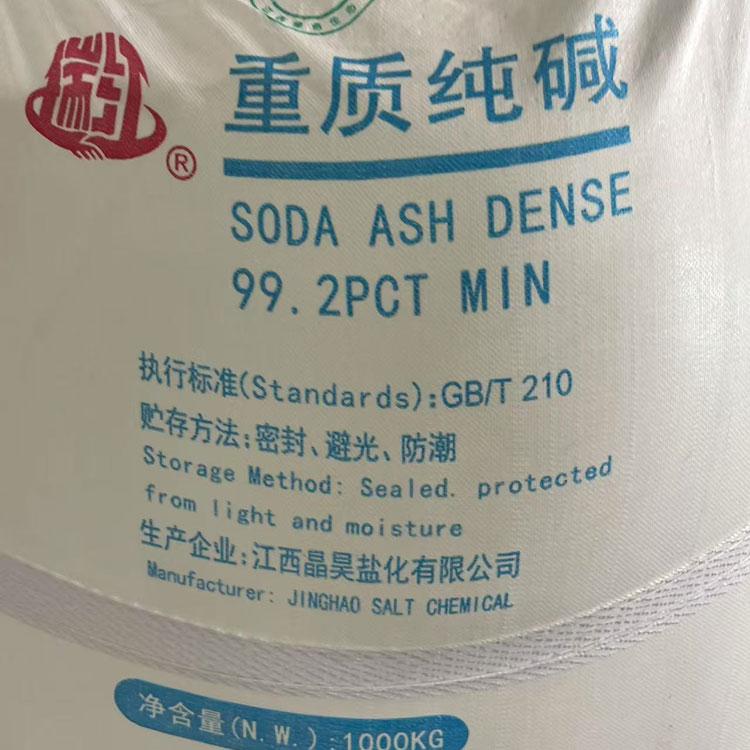 重质纯碱
®
SODA ASH DENSE
99.2PCT MIN
执行标准(Standards):GB/T 210
贮存方法:密封、避光、防潮
Storage Method: Sealed. protected
from light and moisture
生产企业:江西晶昊盐化有限公司
Manufacturer: JINGHAO SALT CHEMICAL
净含量(N.W.):1000KG